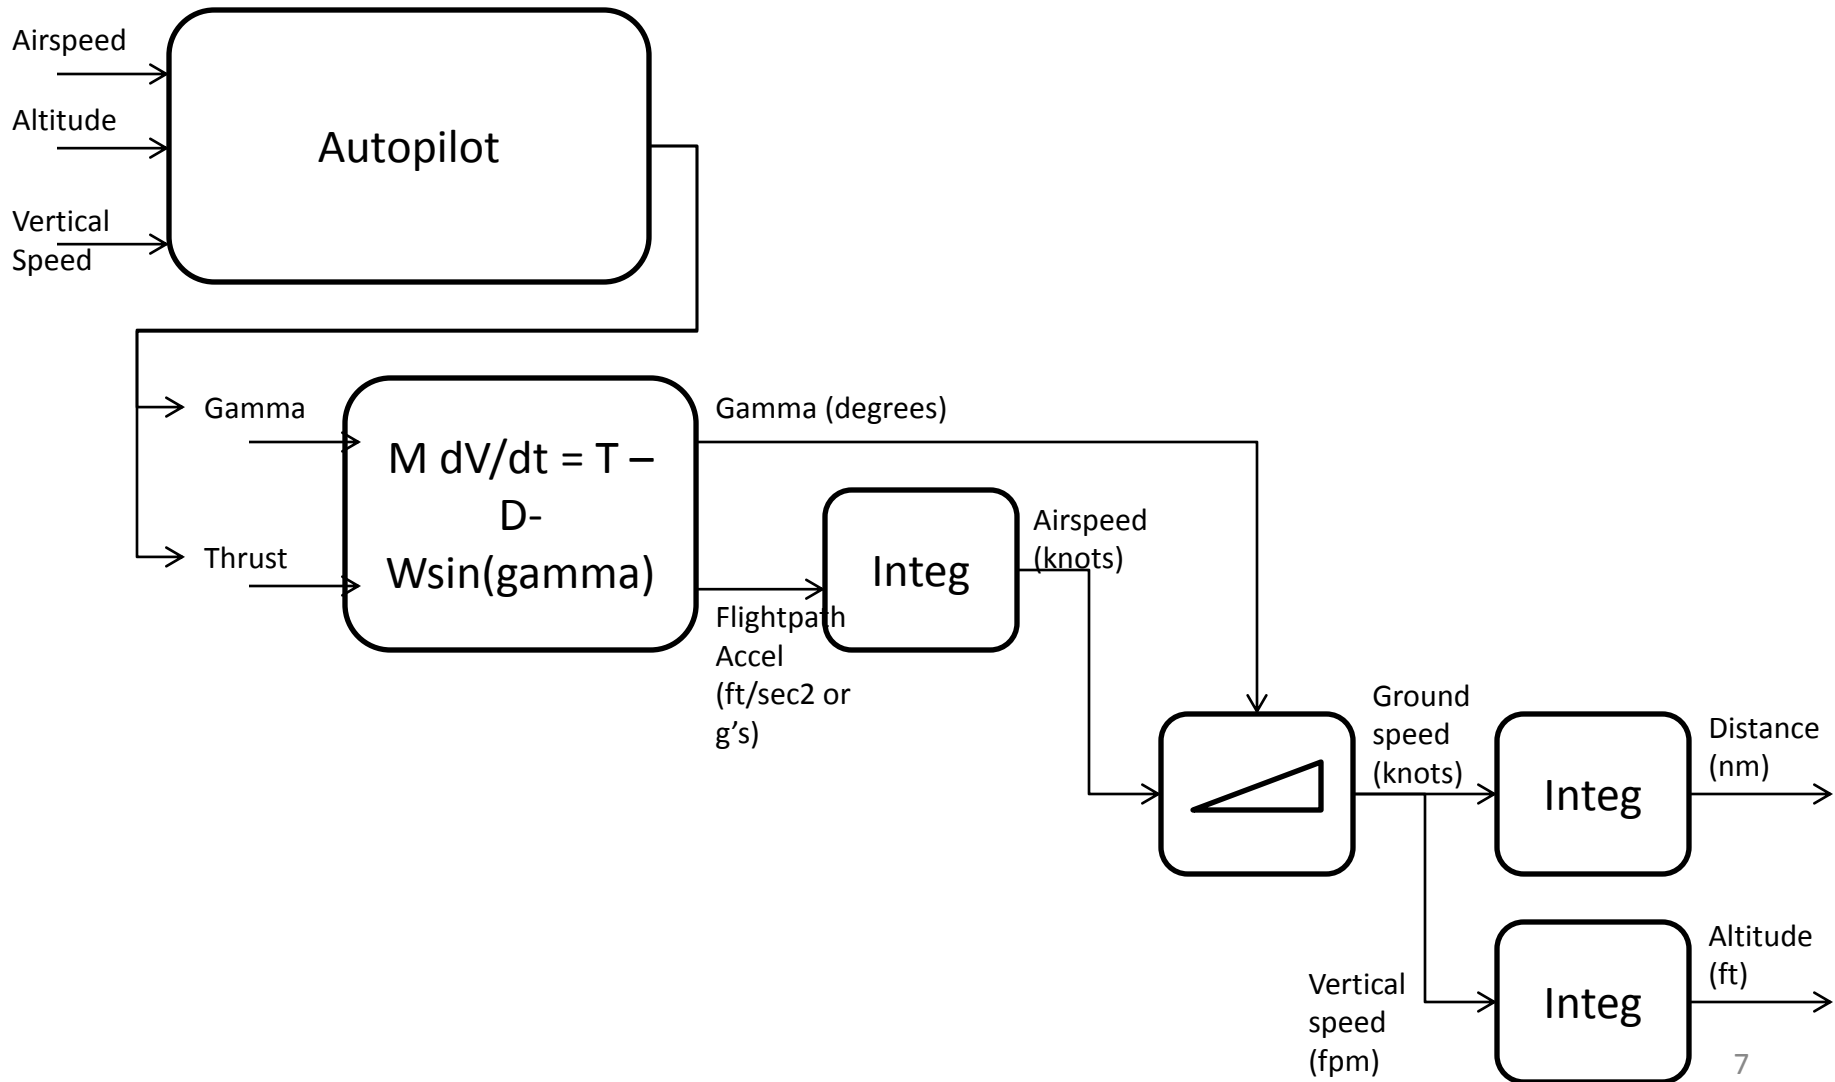 Airspeed
Altitude
Vertical
Speed
Autopilot
Gamma
Thrust
M dV/dt = T –
D-
Wsin(gamma)
Gamma (degrees)
Flightpath
Accel
(ft/sec2 or
g’s)
Integ
Airspeed
(knots)
Ground
speed
(knots)
Integ
Distance
(nm)
Vertical
speed
(fpm)
Integ
Altitude
(ft)
7